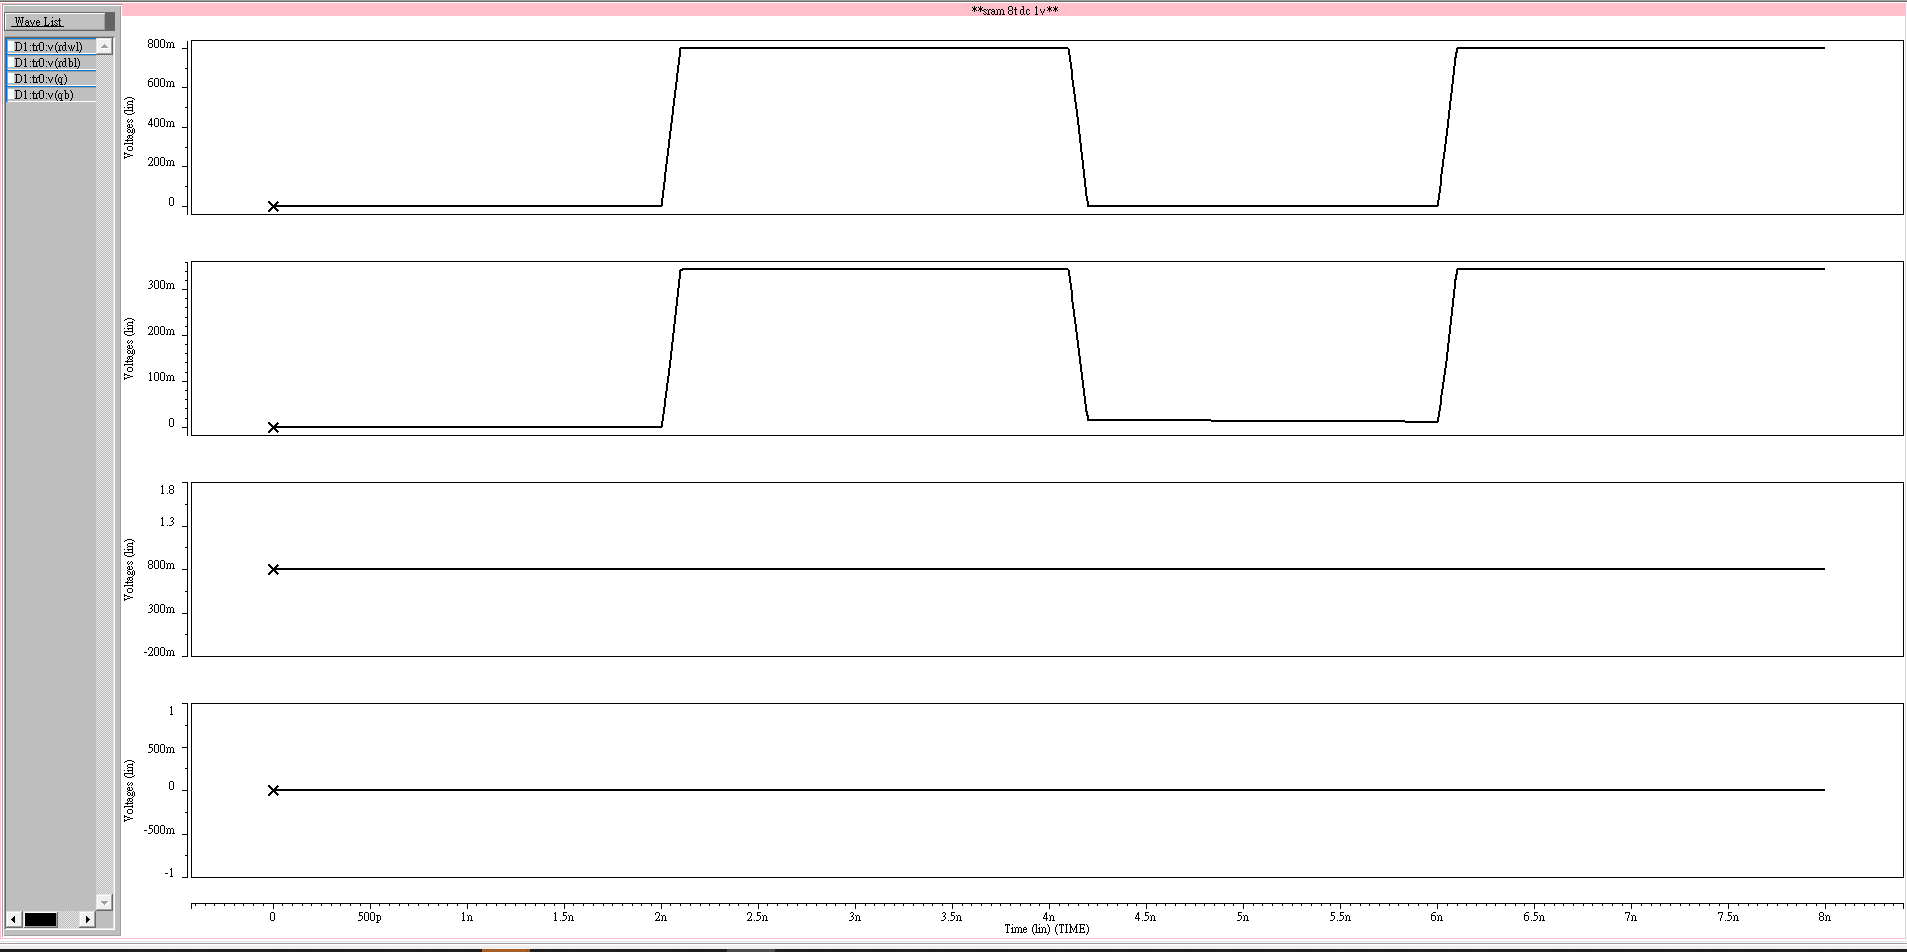 **sram 8t dc 1v**
Wave List
D1:tr0:v(rdwl)
D1:tr0:v(rdbl)
D1:tr0:v(q)
D1:tr0:v(qb)
800m
600m
400m
200m
0
Voltages (lin)
300m
200m
100m
0
Voltages (lin)
1.8
1.3
800m
300m
-200m
Voltages (lin)
1
500m
0
-500m
-1
Voltages (lin)
0 500p 1n 1.5n 2n 2.5n 3n 3.5n 4n 4.5n 5n 5.5n 6n 6.5n 7n 7.5n 8n
Time (lin) (TIME)